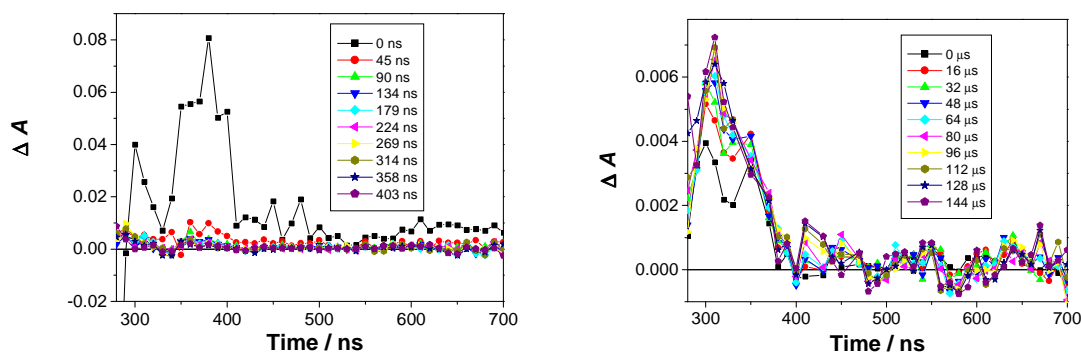 Δ A
0.08
0.06
0.04
0.02
0.00
-0.02
300
400
500
600
700
Time / ns
0 ns
45 ns
90 ns
134 ns
179 ns
224 ns
269 ns
314 ns
358 ns
403 ns
Δ A
0.006
0.004
0.002
0.000
300
400
500
600
700
Time / ns
0 μs
16 μs
32 μs
48 μs
64 μs
80 μs
96 μs
112 μs
128 μs
144 μs